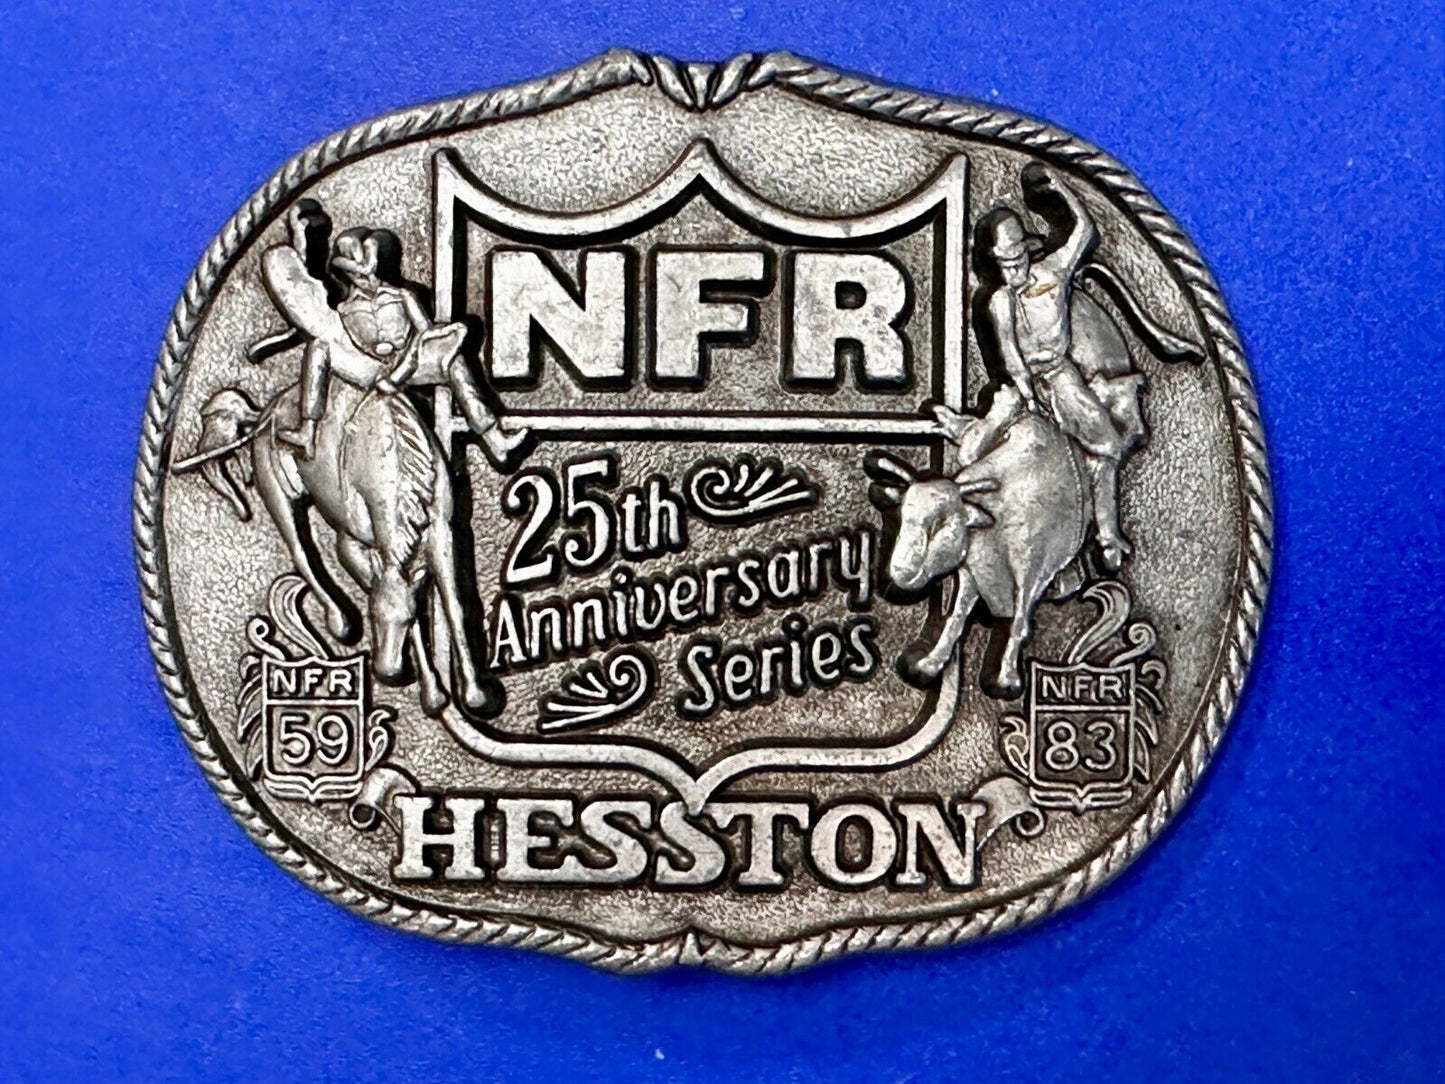 NFR
25th
Anniversary
Series
NFR
59
NFR
83
HESSTON